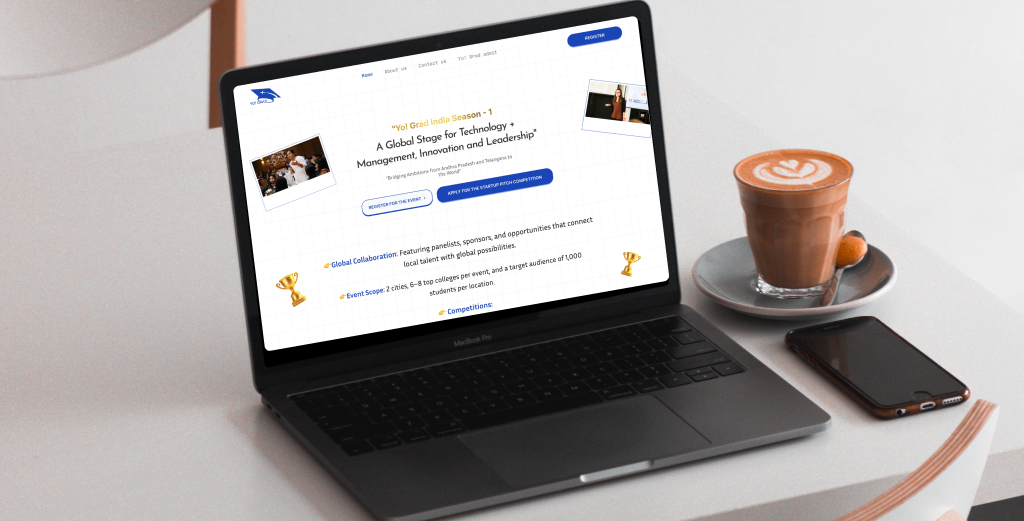 Home About us Contact us Yo! Grad admit
REGISTER
YO! GRAD
"Yo! Grad India Season - 1
A Global Stage for Technology +
Management, Innovation and Leadership"
"Bridging Ambitions from Andhra Pradesh and Telangana to
the World"
REGISTER FOR THE EVENT >
APPLY FOR THE STARTUP PITCH COMPETITION
👉Global Collaboration: Featuring panelists, sponsors, and opportunities that connect
local talent with global possibilities.
👉Event Scope: 2 cities, 6–8 top colleges per event, and a target audience of 1,000
students per location.
👉 Competitions:
MacBook Pro